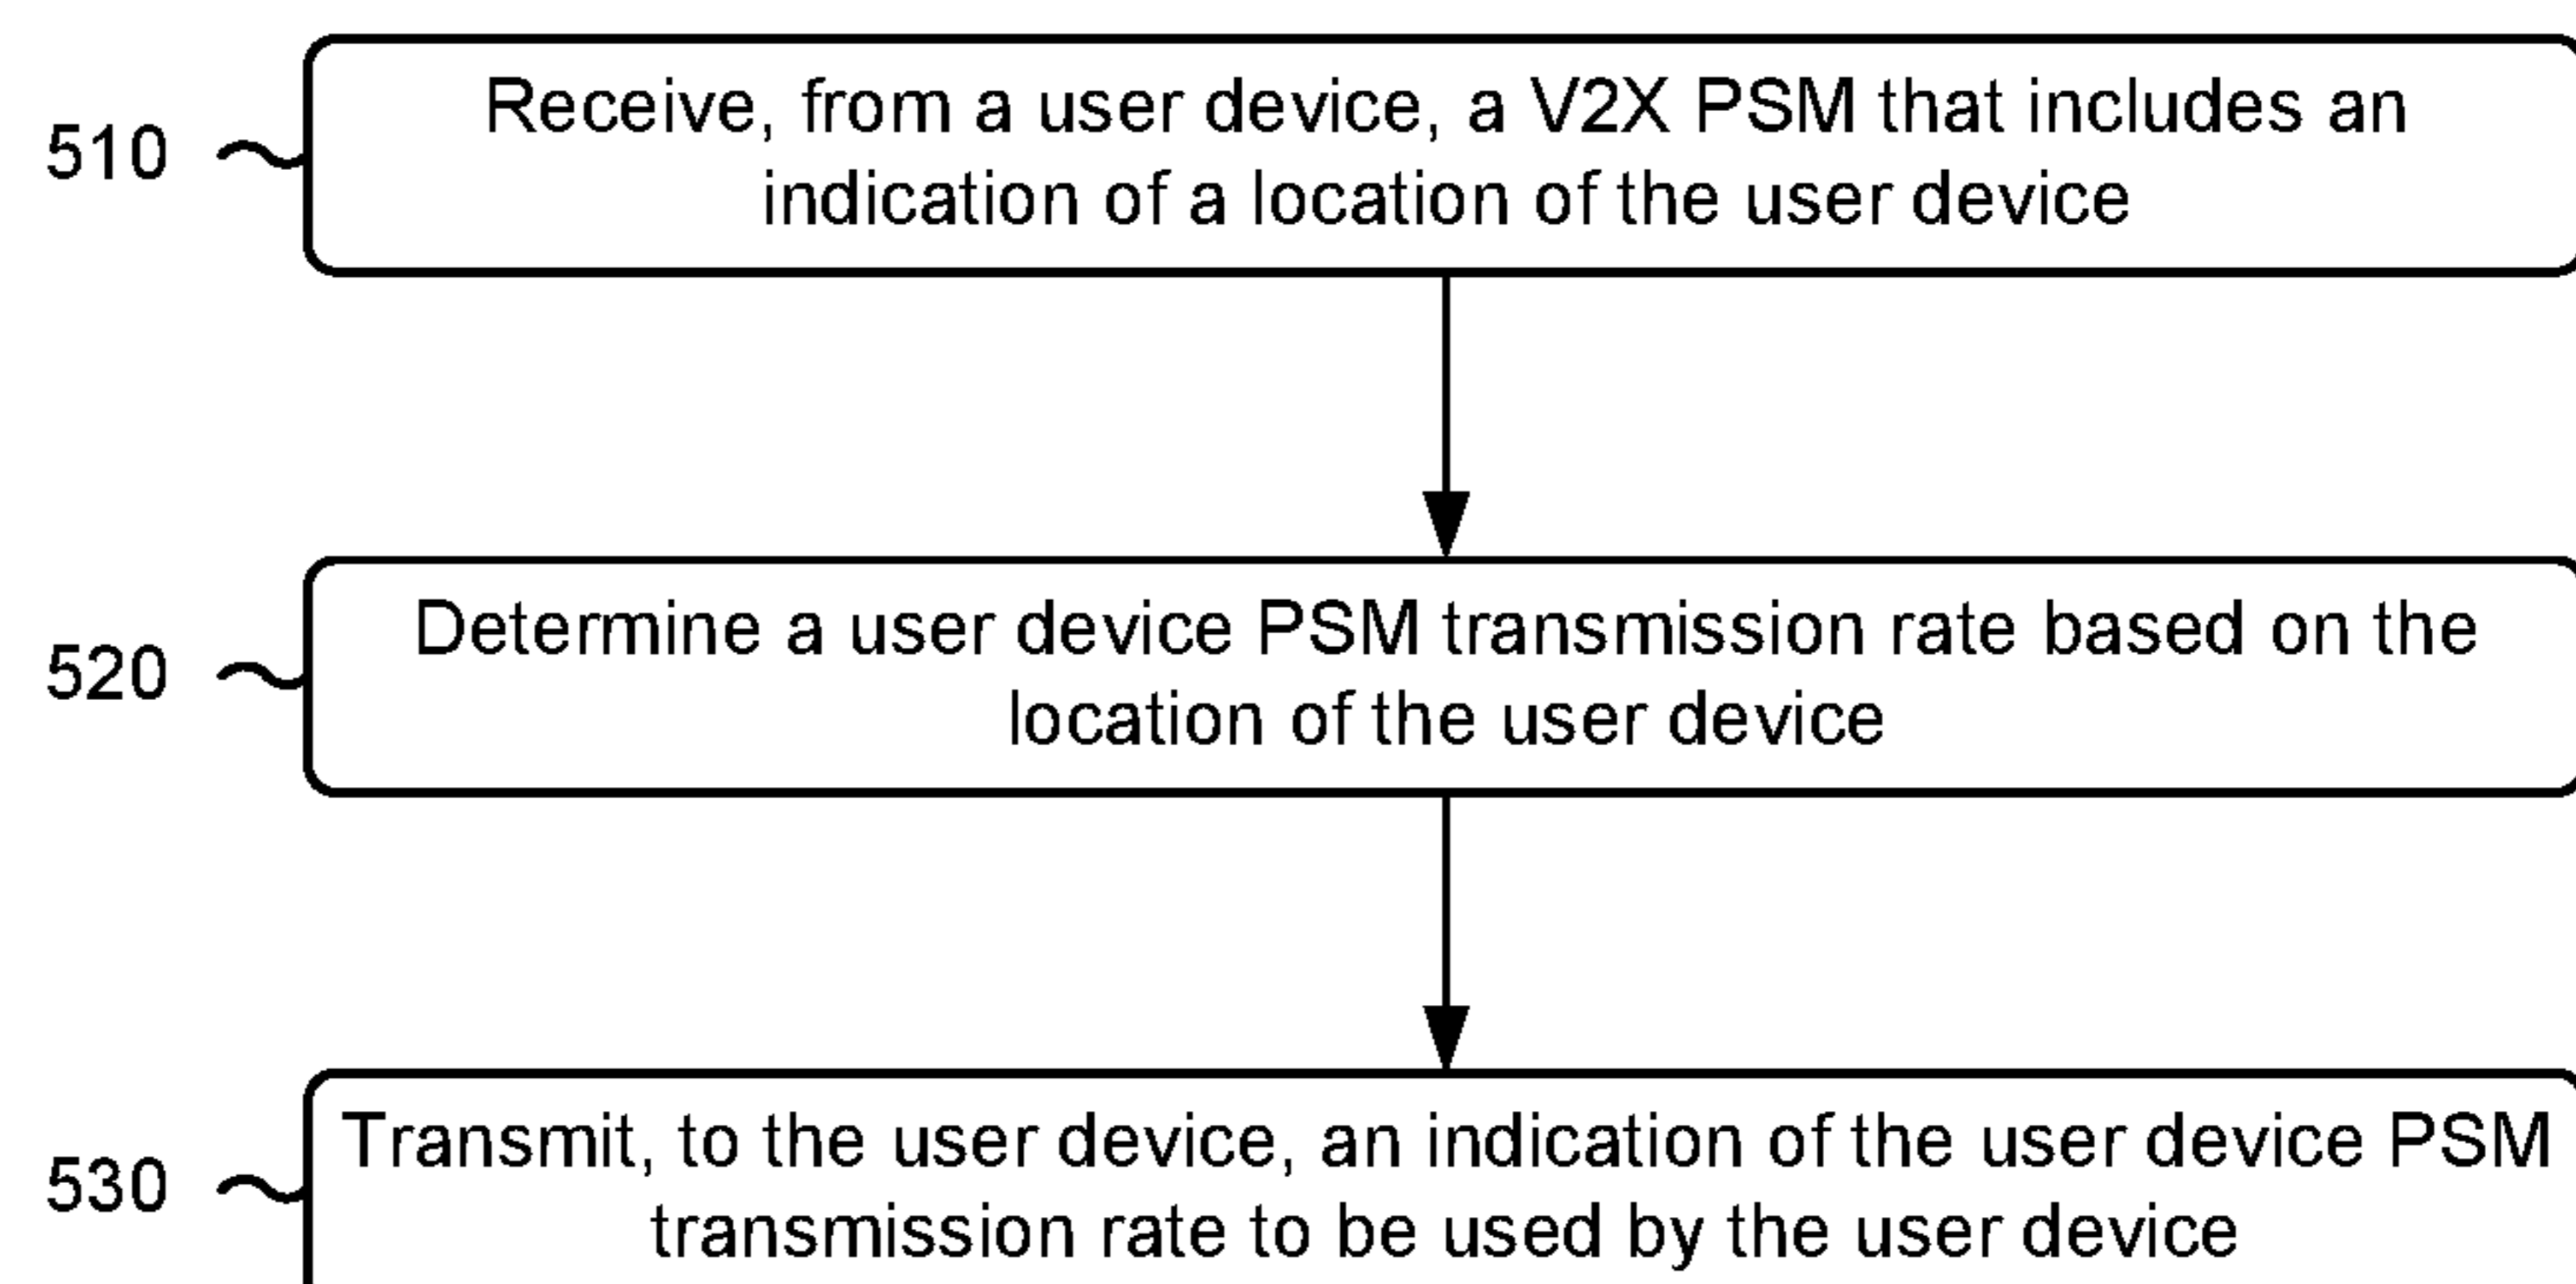 510
Receive, from a user device, a V2X PSM that includes an
indication of a location of the user device
520
Determine a user device PSM transmission rate based on the
location of the user device
530
Transmit, to the user device, an indication of the user device PSM
transmission rate to be used by the user device